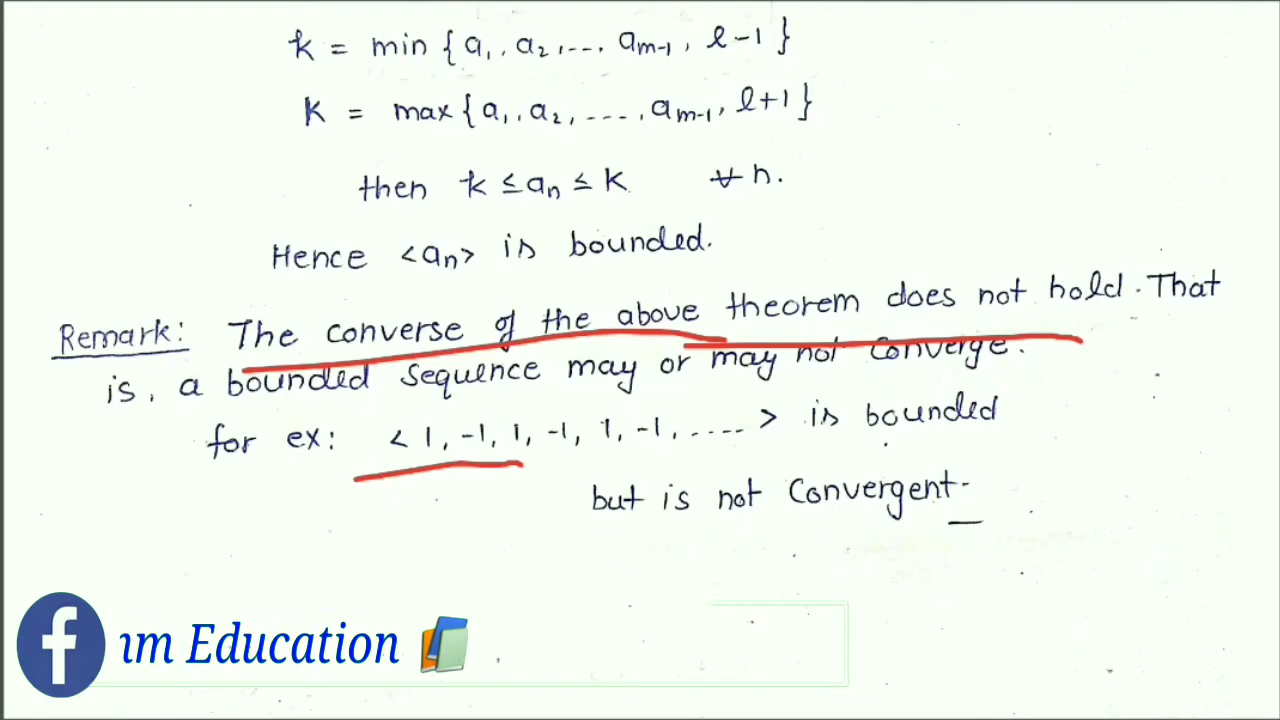 k = min { a₁, a₂, ..., aₘ₋₁, l-1 }
K = max { a₁, a₂, ...., aₘ₋₁, l+1 }
then k ≤ aₙ ≤ K ∀ n.
Hence <aₙ> is bounded.
Remark: The converse of the above theorem does not hold. That
is, a bounded sequence may or may not converge.
for ex: < 1, -1, 1, -1, 1, -1, ..... > is bounded
but is not Convergent-
f ım Education